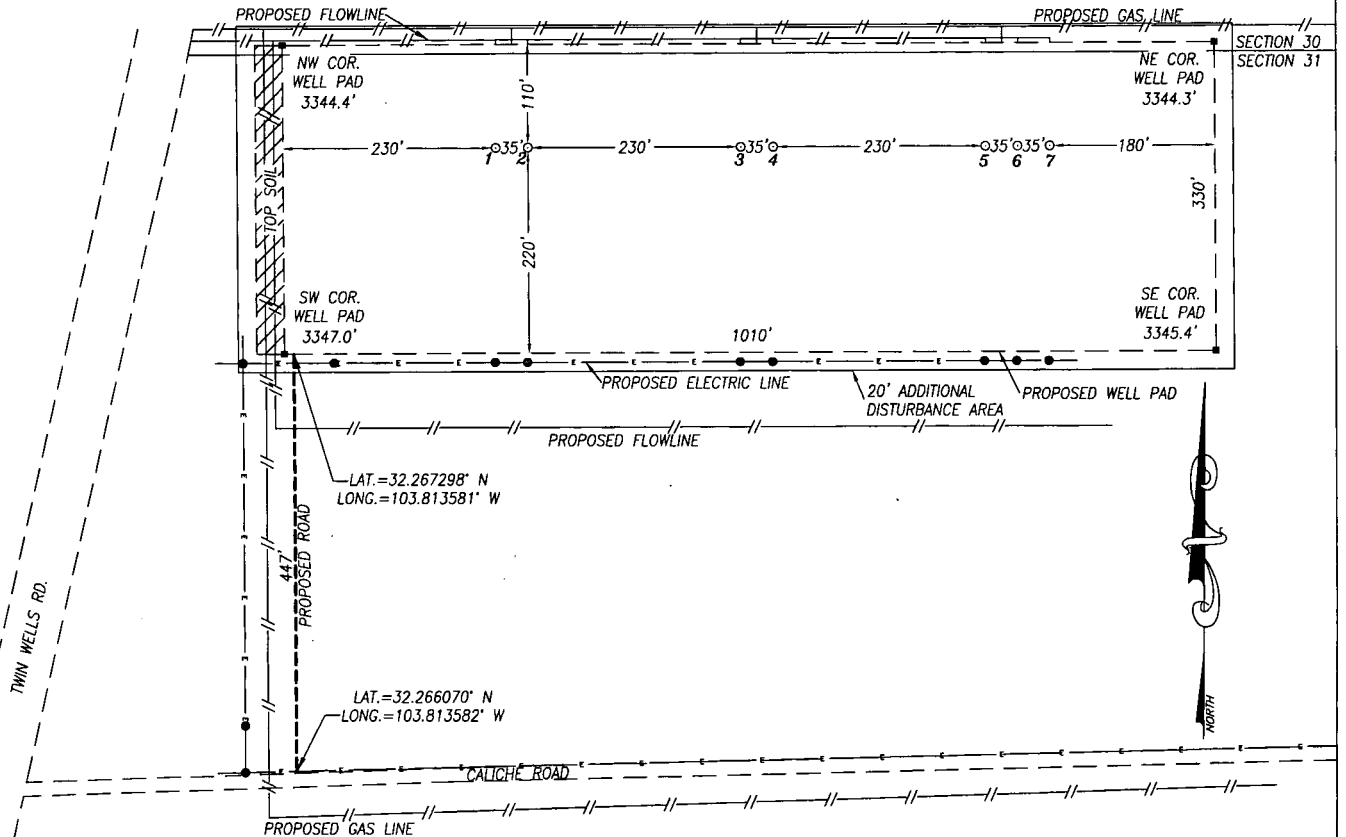 PROPOSED FLOWLINE
PROPOSED GAS LINE
SECTION 30
SECTION 31
NW COR.
WELL PAD
3344.4'
NE COR.
WELL PAD
3344.3'
110'
230'
1
35'
2
230'
3
35'
4
230'
5
35'
6
35'
7
180'
330'
TOP SOIL
220'
SW COR.
WELL PAD
3347.0'
SE COR.
WELL PAD
3345.4'
1010'
E E E E E E E E E
PROPOSED ELECTRIC LINE
20' ADDITIONAL
DISTURBANCE AREA
PROPOSED WELL PAD
PROPOSED FLOWLINE
LAT.=32.267298° N
LONG.=103.813581° W
447'
PROPOSED ROAD
TWIN WELLS RD.
LAT.=32.266070° N
LONG.=103.813582° W
NORTH
CALICHE ROAD
PROPOSED GAS LINE